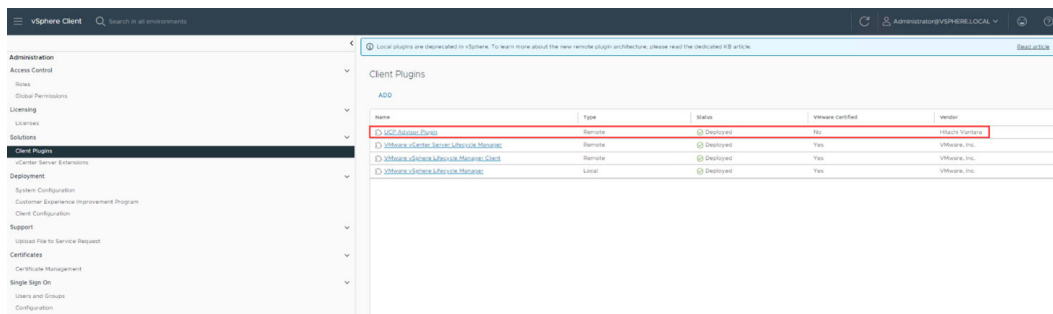 vSphere Client Search in all environments Administrator@VSPHERE.LOCAL
Local plugins are deprecated in vSphere. To learn more about the new remote plugin architecture, please read the dedicated KB article. Read article
Administration
Access Control
Roles
Global Permissions
Licensing
Licenses
Solutions
Client Plugins
vCenter Server Extensions
Deployment
System Configuration
Customer Experience Improvement Program
Client Configuration
Support
Upload File to Service Request
Certificates
Certificate Management
Single Sign On
Users and Groups
Configuration
Client Plugins
ADD
Name Type Status VMware Certified Vendor
UCP Advisor Plugin Remote Deployed No Hitachi Vantara
VMware vCenter Server Lifecycle Manager Remote Deployed Yes VMware, Inc.
VMware vSphere Lifecycle Manager Client Remote Deployed Yes VMware, Inc.
VMware vSphere Lifecycle Manager Local Deployed Yes VMware, Inc.